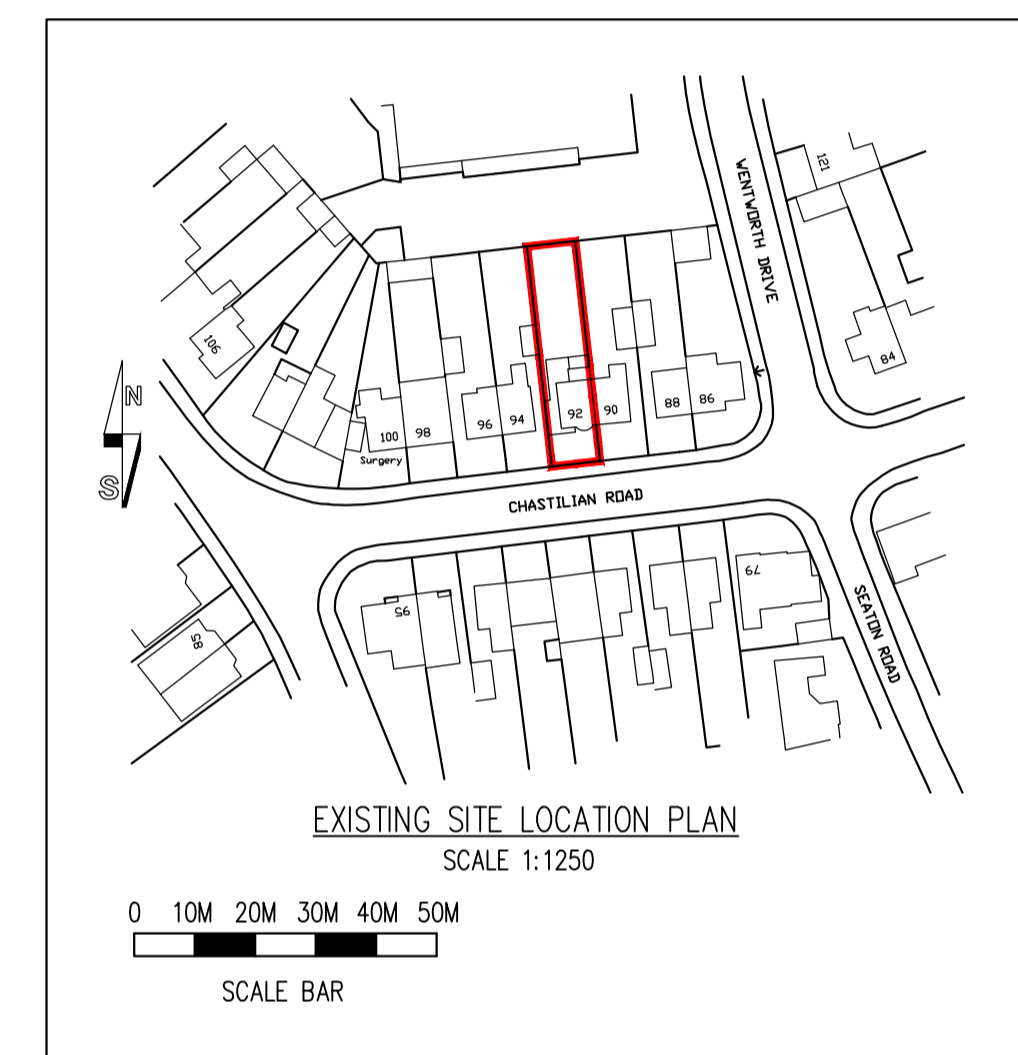 121
WENTWORTH DRIVE
106
84
N
S
100
98
96
94
92
90
88
86
Surgery
CHASTILIAN ROAD
95
79
85
SEATON ROAD
EXISTING SITE LOCATION PLAN
SCALE 1:1250
0 10M 20M 30M 40M 50M
SCALE BAR